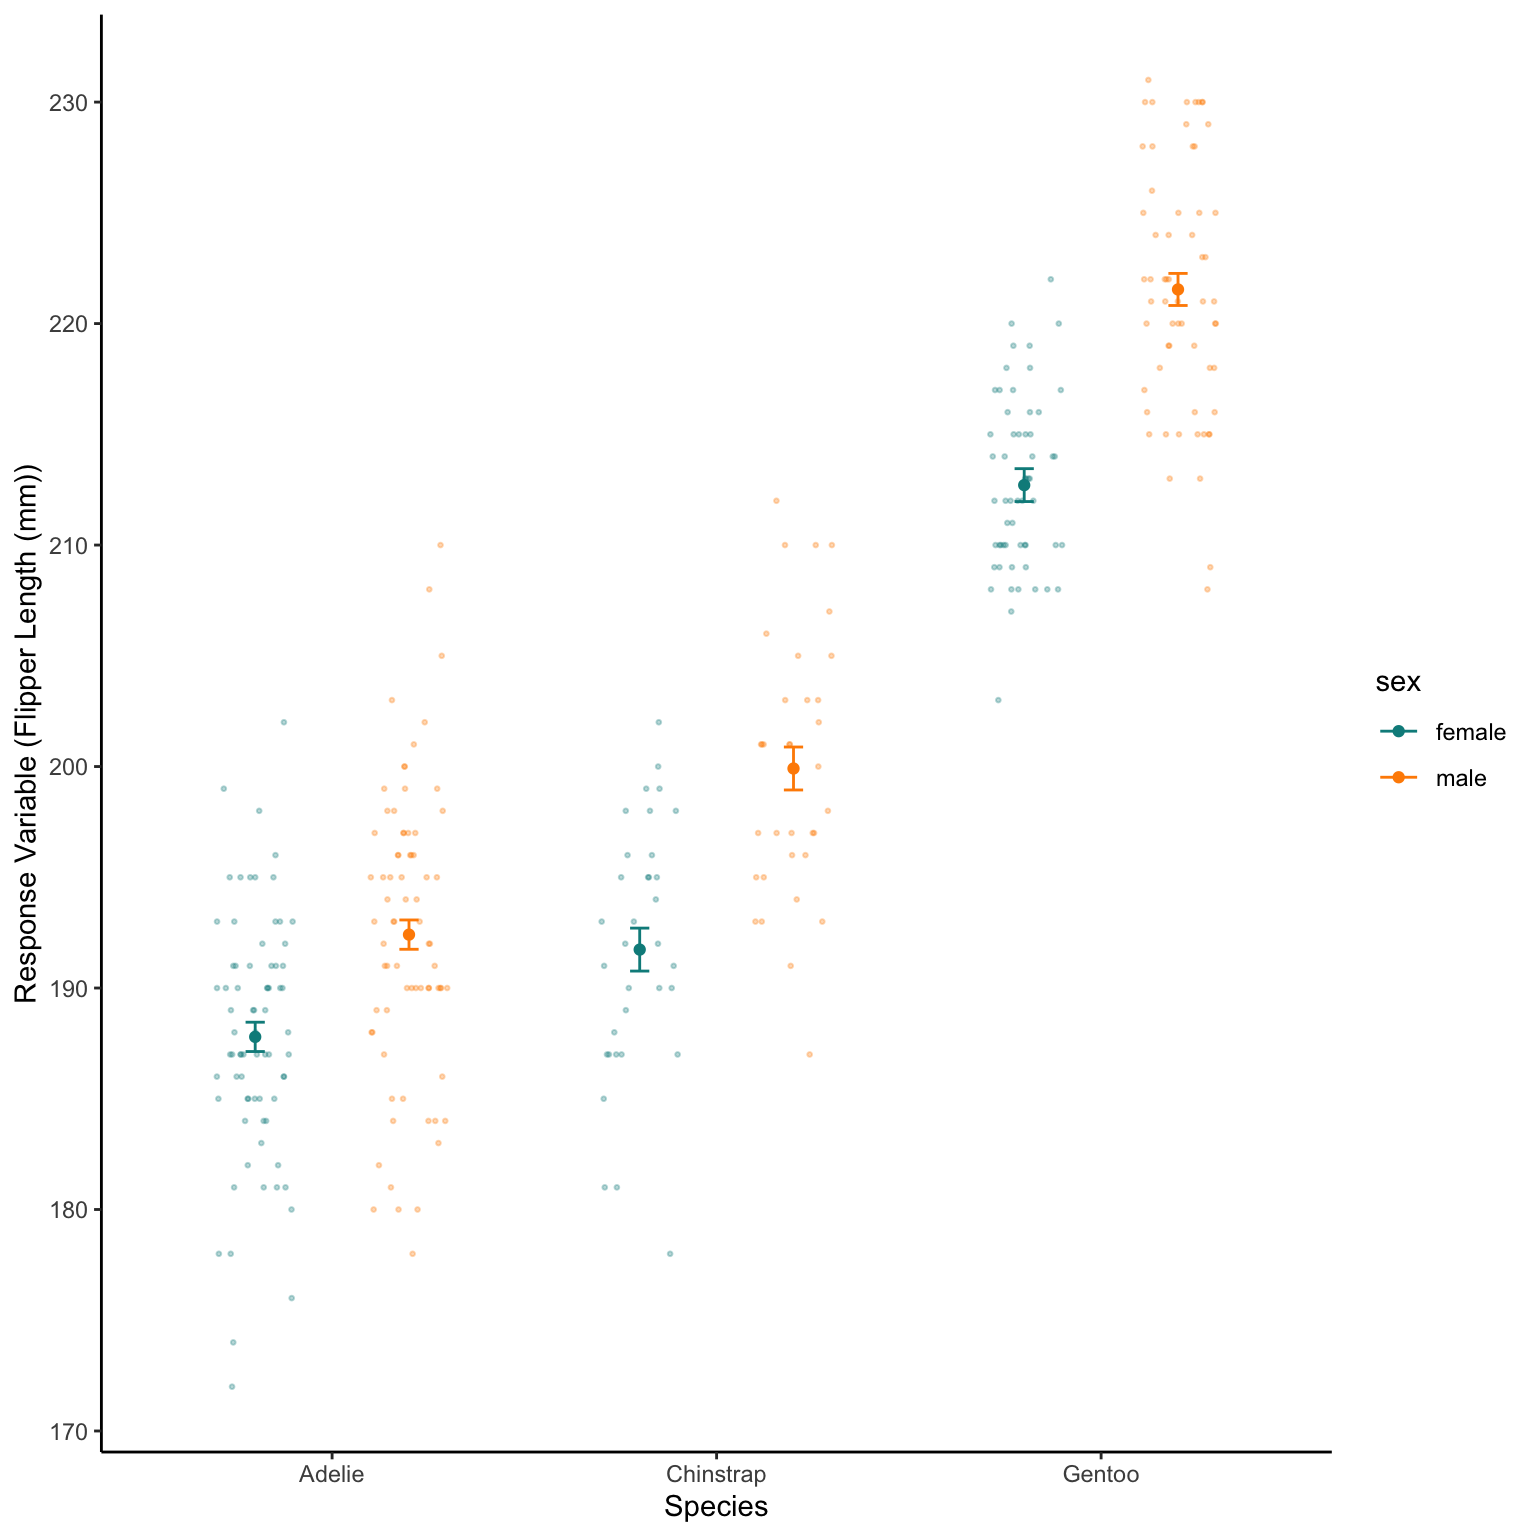 Response Variable (Flipper Length (mm))
230
220
210
200
190
180
170
Adelie
Chinstrap
Gentoo
Species
sex
female
male